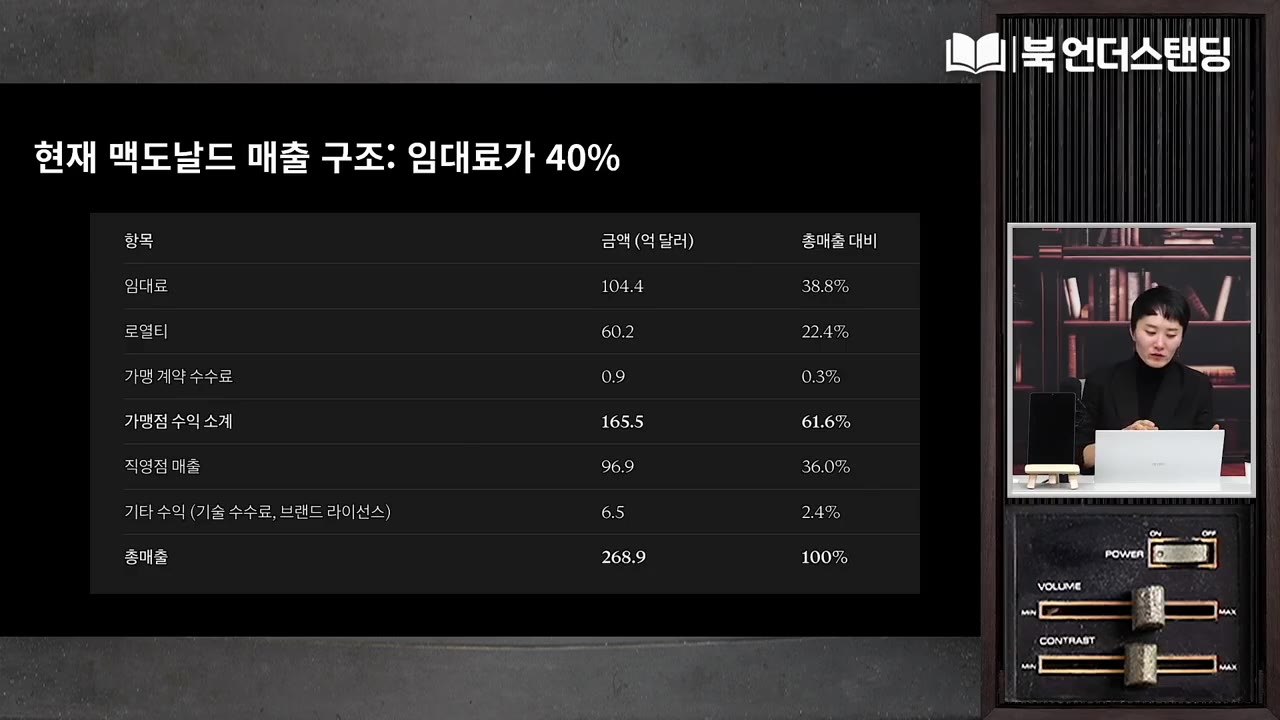 북 언더스탠딩
현재 맥도날드 매출 구조: 임대료가 40%
항목 금액 (억 달러) 총매출 대비
임대료 104.4 38.8%
로열티 60.2 22.4%
가맹 계약 수수료 0.9 0.3%
가맹점 수익 소계 165.5 61.6%
직영점 매출 96.9 36.0%
기타 수익 (기술 수수료, 브랜드 라이선스) 6.5 2.4%
총매출 268.9 100%
ON OFF
POWER
VOLUME
MIN MAX
CONTRAST
MIN MAX